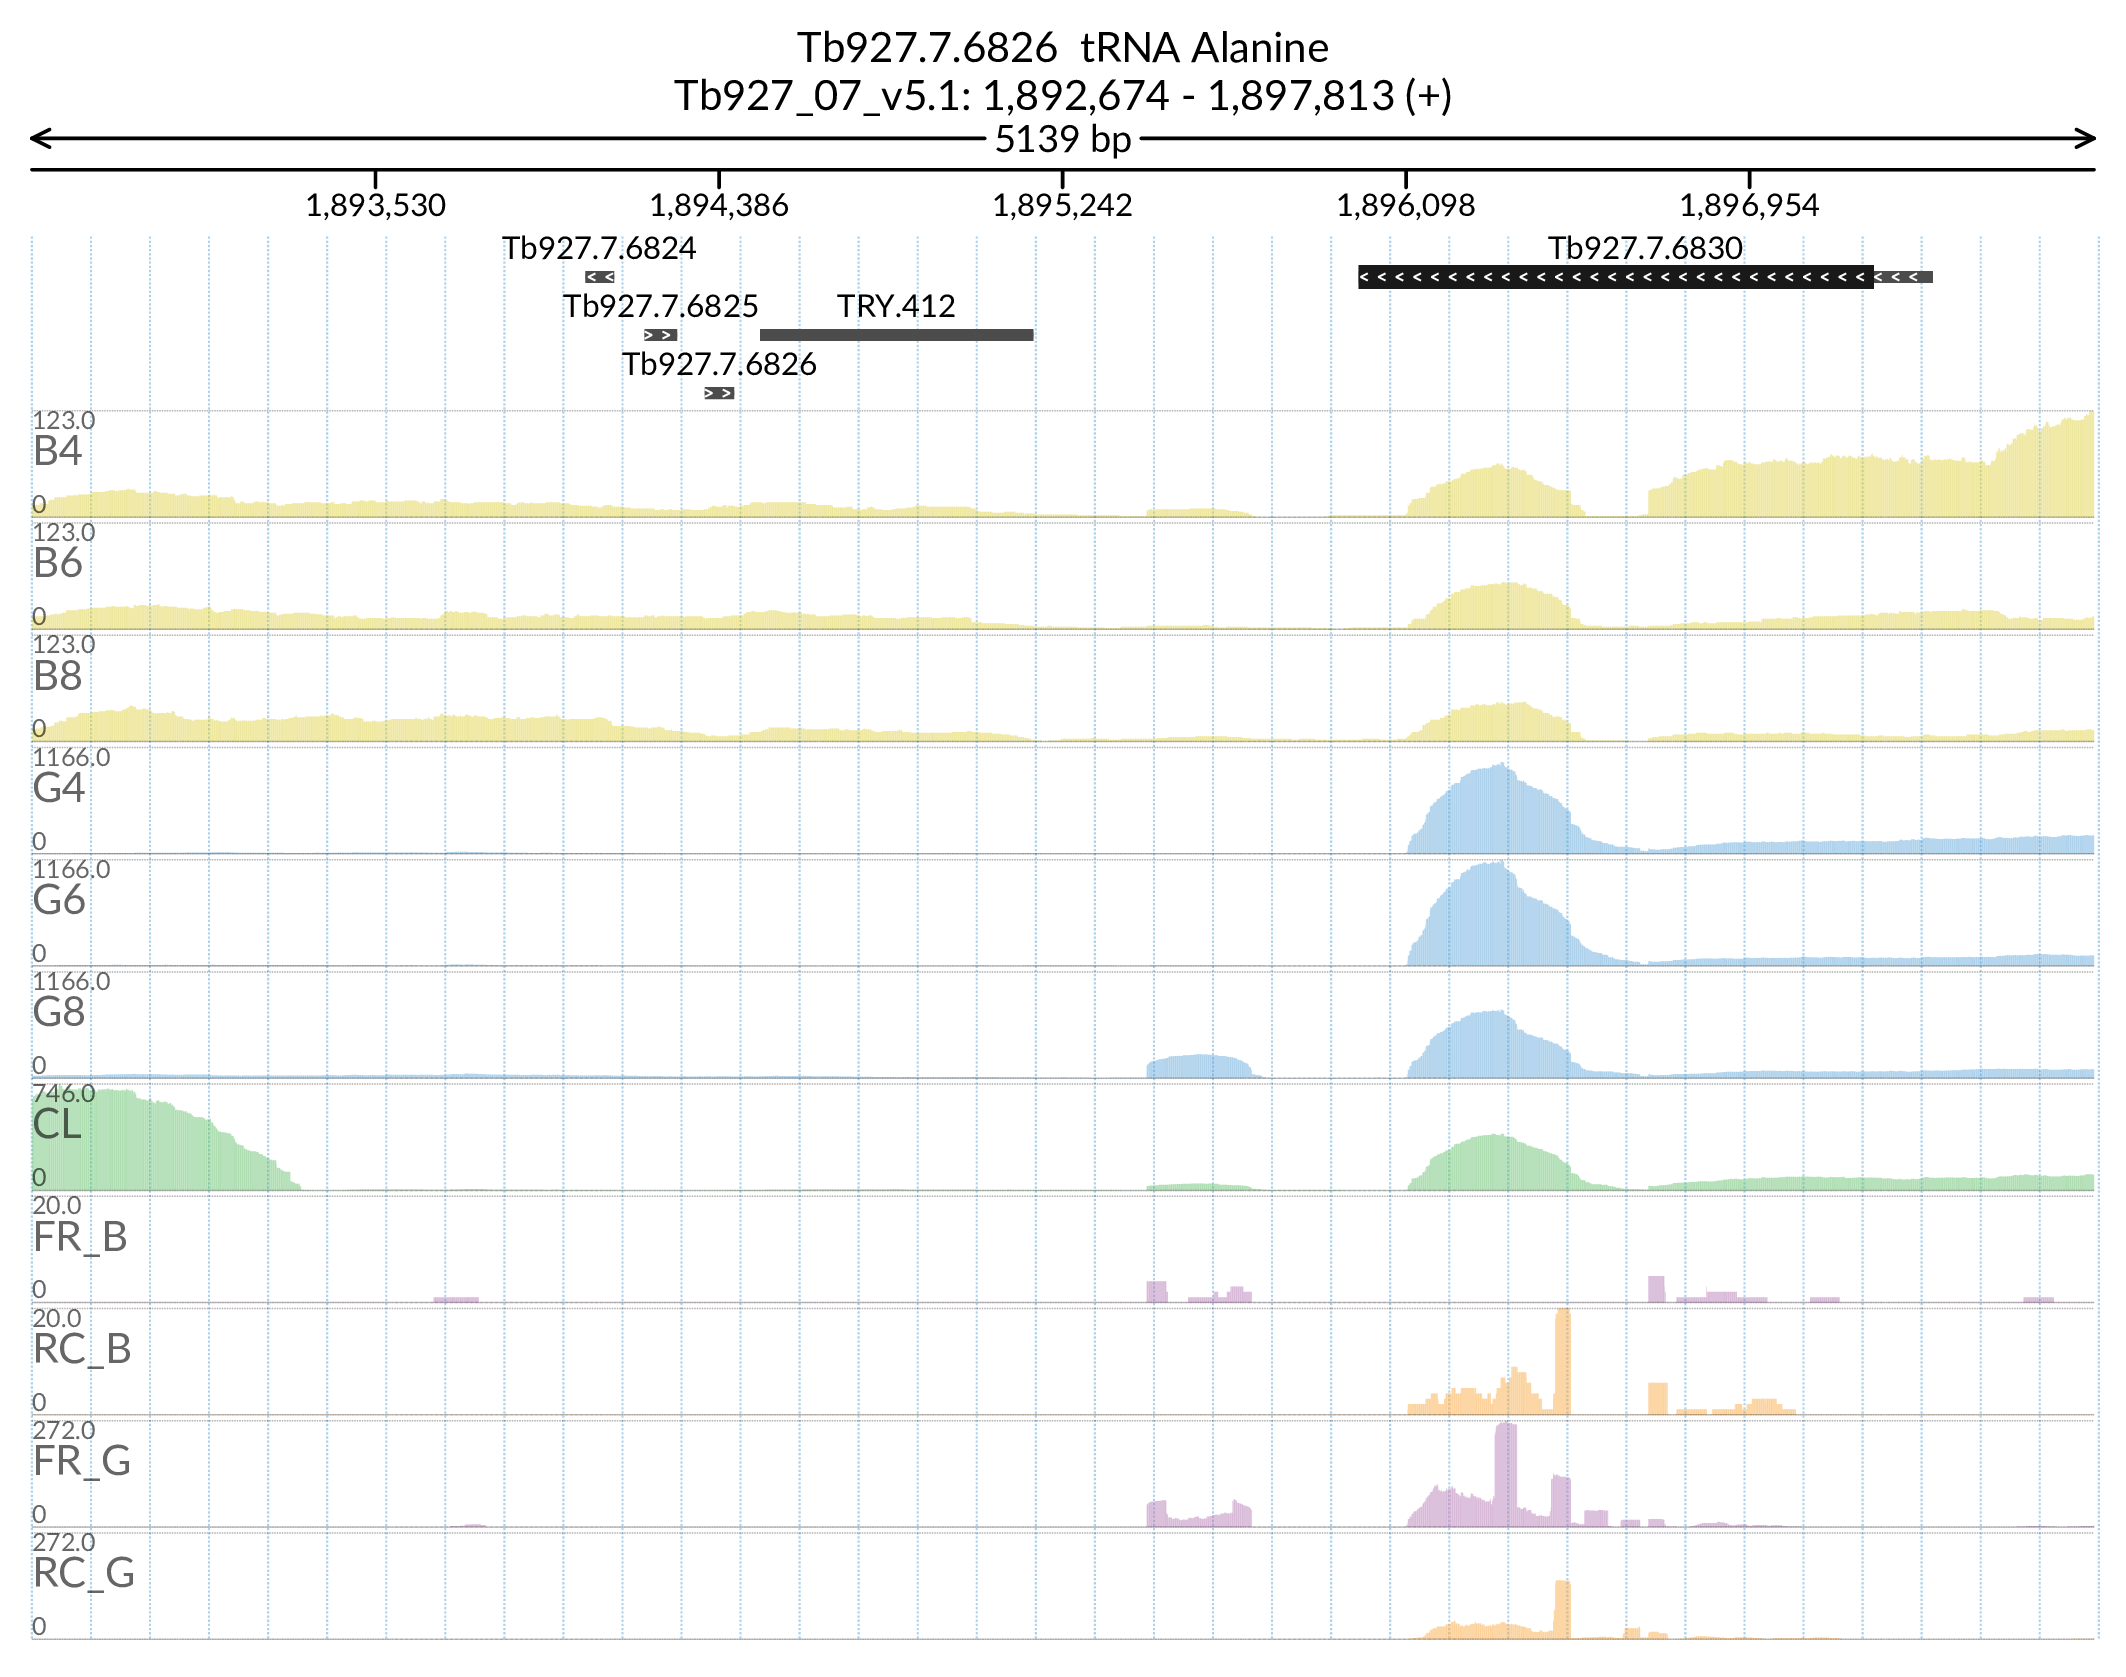 Tb927.7.6826 tRNA Alanine
Tb927_07_v5.1: 1,892,674 - 1,897,813 (+)
5139 bp
1,893,530 1,894,386 1,895,242 1,896,098 1,896,954
Tb927.7.6824 Tb927.7.6830
Tb927.7.6825 TRY.412
Tb927.7.6826
123.0
B4
0
123.0
B6
0
123.0
B8
0
1166.0
G4
0
1166.0
G6
0
1166.0
G8
0
746.0
CL
0
20.0
FR_B
0
20.0
RC_B
0
272.0
FR_G
0
272.0
RC_G
0